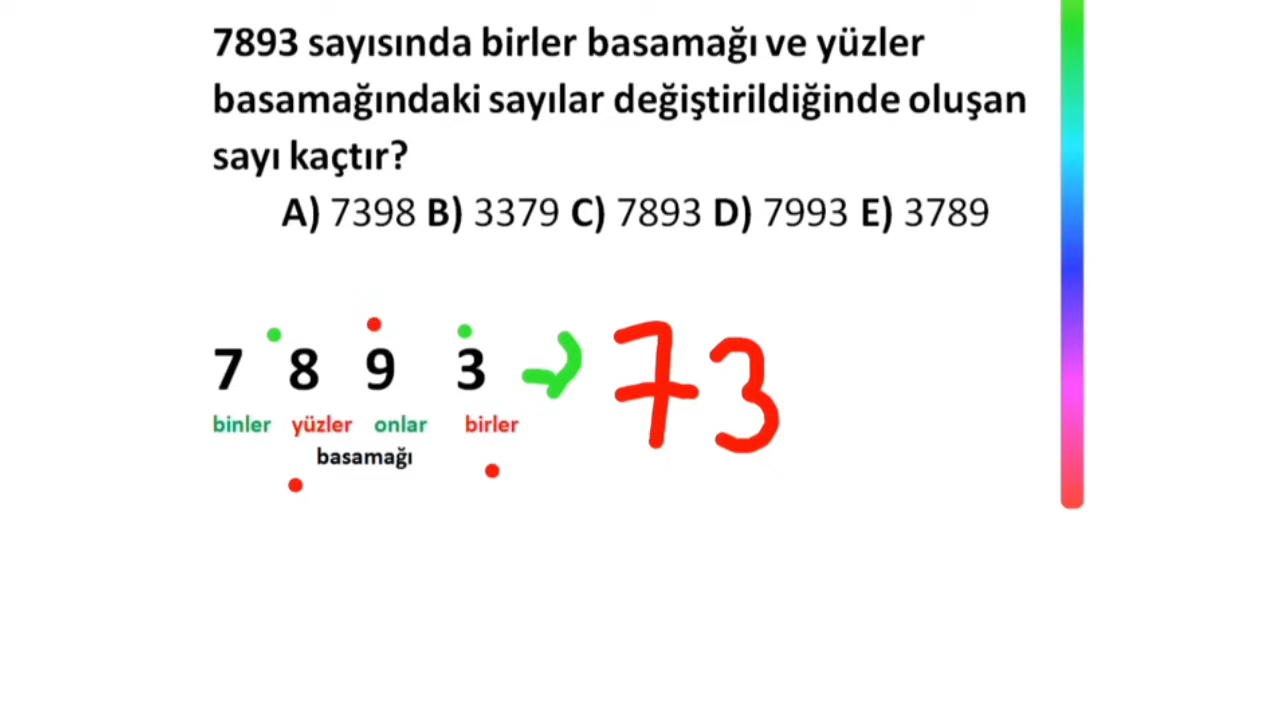 7893 sayısında birler basamağı ve yüzler
basamağındaki sayılar değiştirildiğinde oluşan
sayı kaçtır?
A) 7398 B) 3379 C) 7893 D) 7993 E) 3789
7 8 9 3 73
binler yüzler onlar birler
basamağı